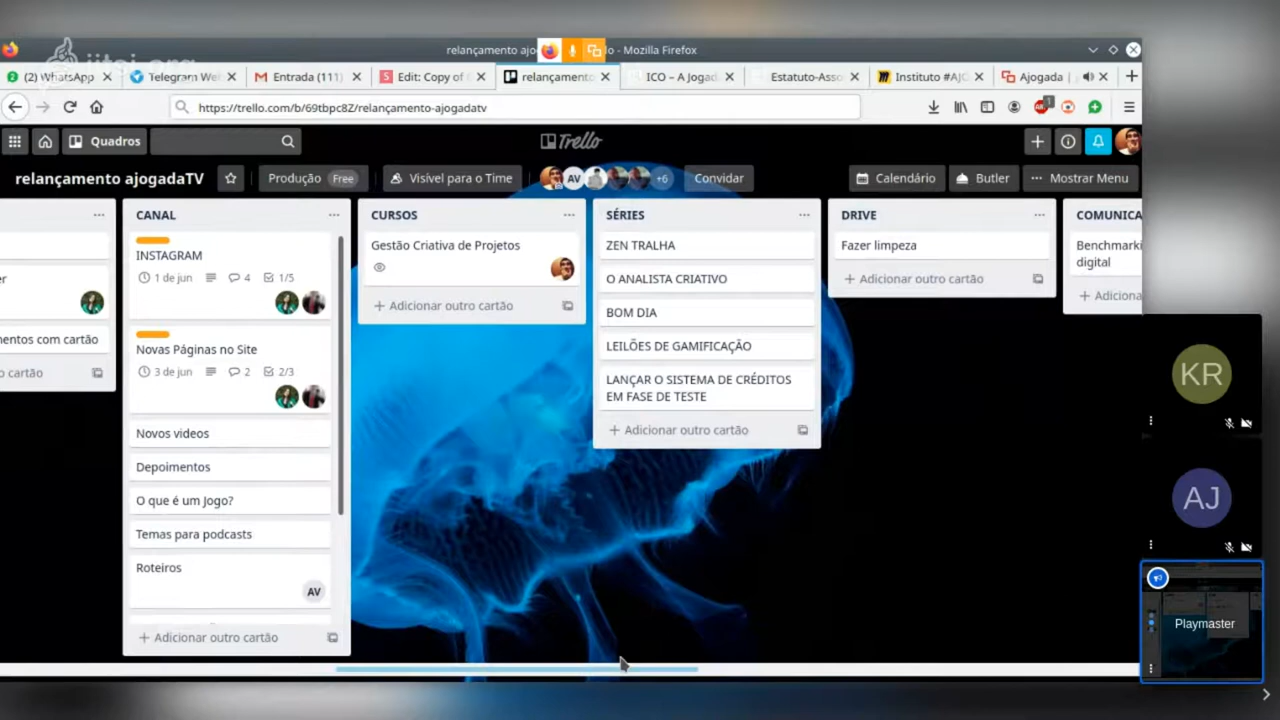 jitsi.org
relançamento ajo
lo - Mozilla Firefox
(2) WhatsApp
Telegram We
Entrada (111)
Edit: Copy of
relançamento
ICO – A Jogad
Estatuto-Asso
Instituto #AJO
Ajogada |
https://trello.com/b/69tbpc8Z/relançamento-ajogadatv
1
Quadros
Trello
relançamento ajogadaTV
Produção Free
Visível para o Time
AV
+6
Convidar
Calendário
Butler
Mostrar Menu
er
mentos com cartão
o cartão
CANAL
INSTAGRAM
1 de jun
4
1/5
Novas Páginas no Site
3 de jun
2
2/3
Novos videos
Depoimentos
O que é um Jogo?
Temas para podcasts
Roteiros
AV
+ Adicionar outro cartão
CURSOS
Gestão Criativa de Projetos
+ Adicionar outro cartão
SÉRIES
ZEN TRALHA
O ANALISTA CRIATIVO
BOM DIA
LEILÕES DE GAMIFICAÇÃO
LANÇAR O SISTEMA DE CRÉDITOS
EM FASE DE TESTE
+ Adicionar outro cartão
DRIVE
Fazer limpeza
+ Adicionar outro cartão
COMUNICA
Benchmarki
digital
+ Adiciona
KR
AJ
Playmaster